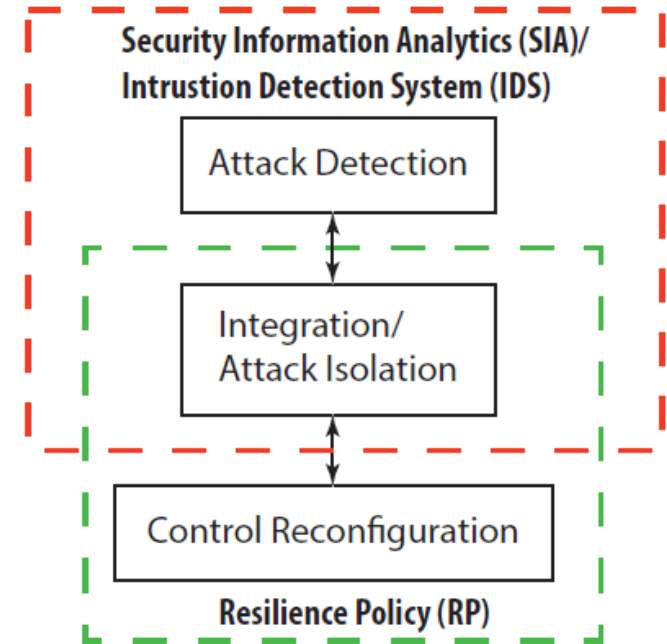 Security Information Analytics (SIA)/
Intrustion Detection System (IDS)
Attack Detection
Integration/
Attack Isolation
Control Reconfiguration
Resilience Policy (RP)